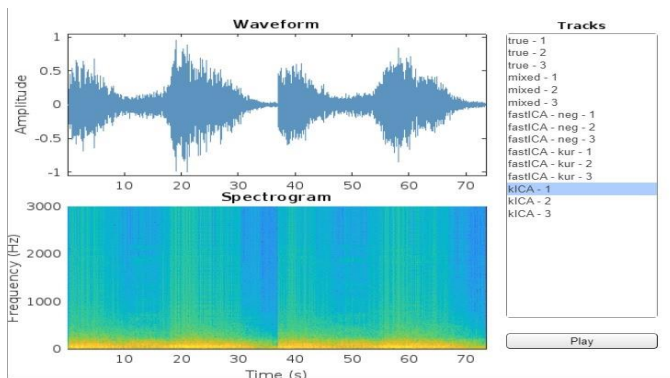 Waveform
Amplitude
1
0.5
0
-0.5
-1
10 20 30 40 50 60 70
Spectrogram
Frequency (Hz)
3000
2000
1000
0
10 20 30 40 50 60 70
Time (s)
Tracks
true - 1
true - 2
true - 3
mixed - 1
mixed - 2
mixed - 3
fastICA - neg - 1
fastICA - neg - 2
fastICA - neg - 3
fastICA - kur - 1
fastICA - kur - 2
fastICA - kur - 3
kICA - 1
kICA - 2
kICA - 3
Play